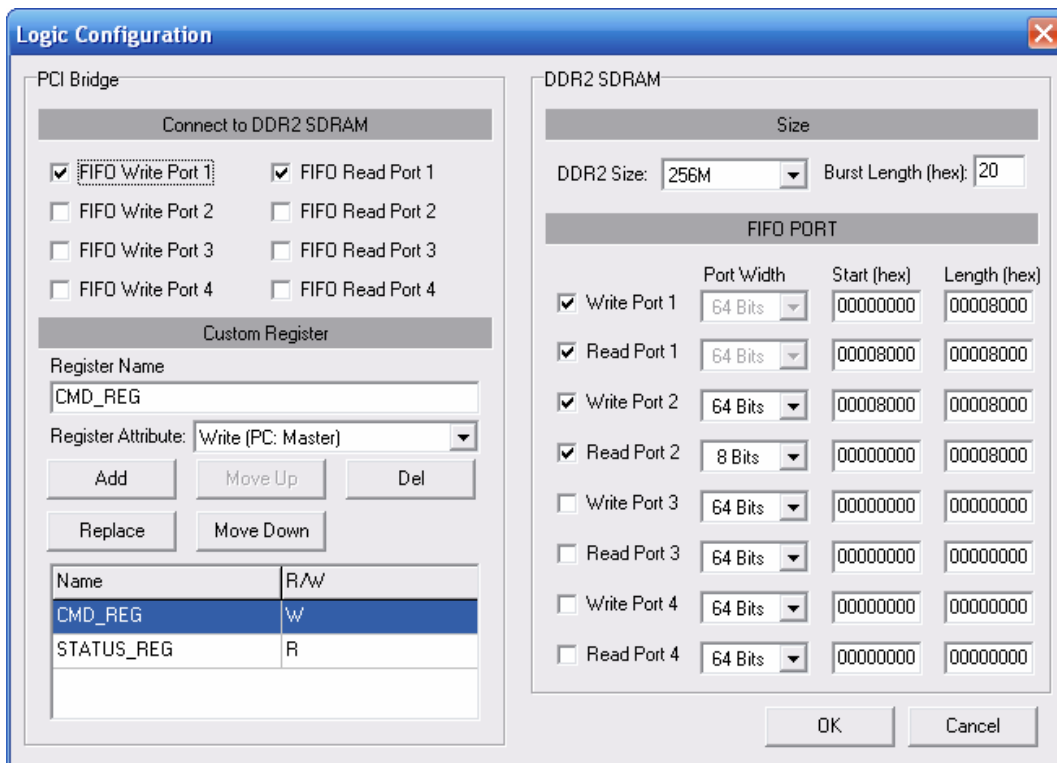 Logic Configuration
PCI Bridge
Connect to DDR2 SDRAM
FIFO Write Port 1 FIFO Read Port 1
FIFO Write Port 2 FIFO Read Port 2
FIFO Write Port 3 FIFO Read Port 3
FIFO Write Port 4 FIFO Read Port 4
Custom Register
Register Name
CMD_REG
Register Attribute: Write (PC: Master)
Add Move Up Del
Replace Move Down
Name R/W
CMD_REG W
STATUS_REG R
DDR2 SDRAM
Size
DDR2 Size: 256M Burst Length (hex): 20
FIFO PORT
Port Width Start (hex) Length (hex)
Write Port 1 64 Bits 00000000 00008000
Read Port 1 64 Bits 00008000 00008000
Write Port 2 64 Bits 00008000 00008000
Read Port 2 8 Bits 00000000 00008000
Write Port 3 64 Bits 00000000 00000000
Read Port 3 64 Bits 00000000 00000000
Write Port 4 64 Bits 00000000 00000000
Read Port 4 64 Bits 00000000 00000000
OK Cancel